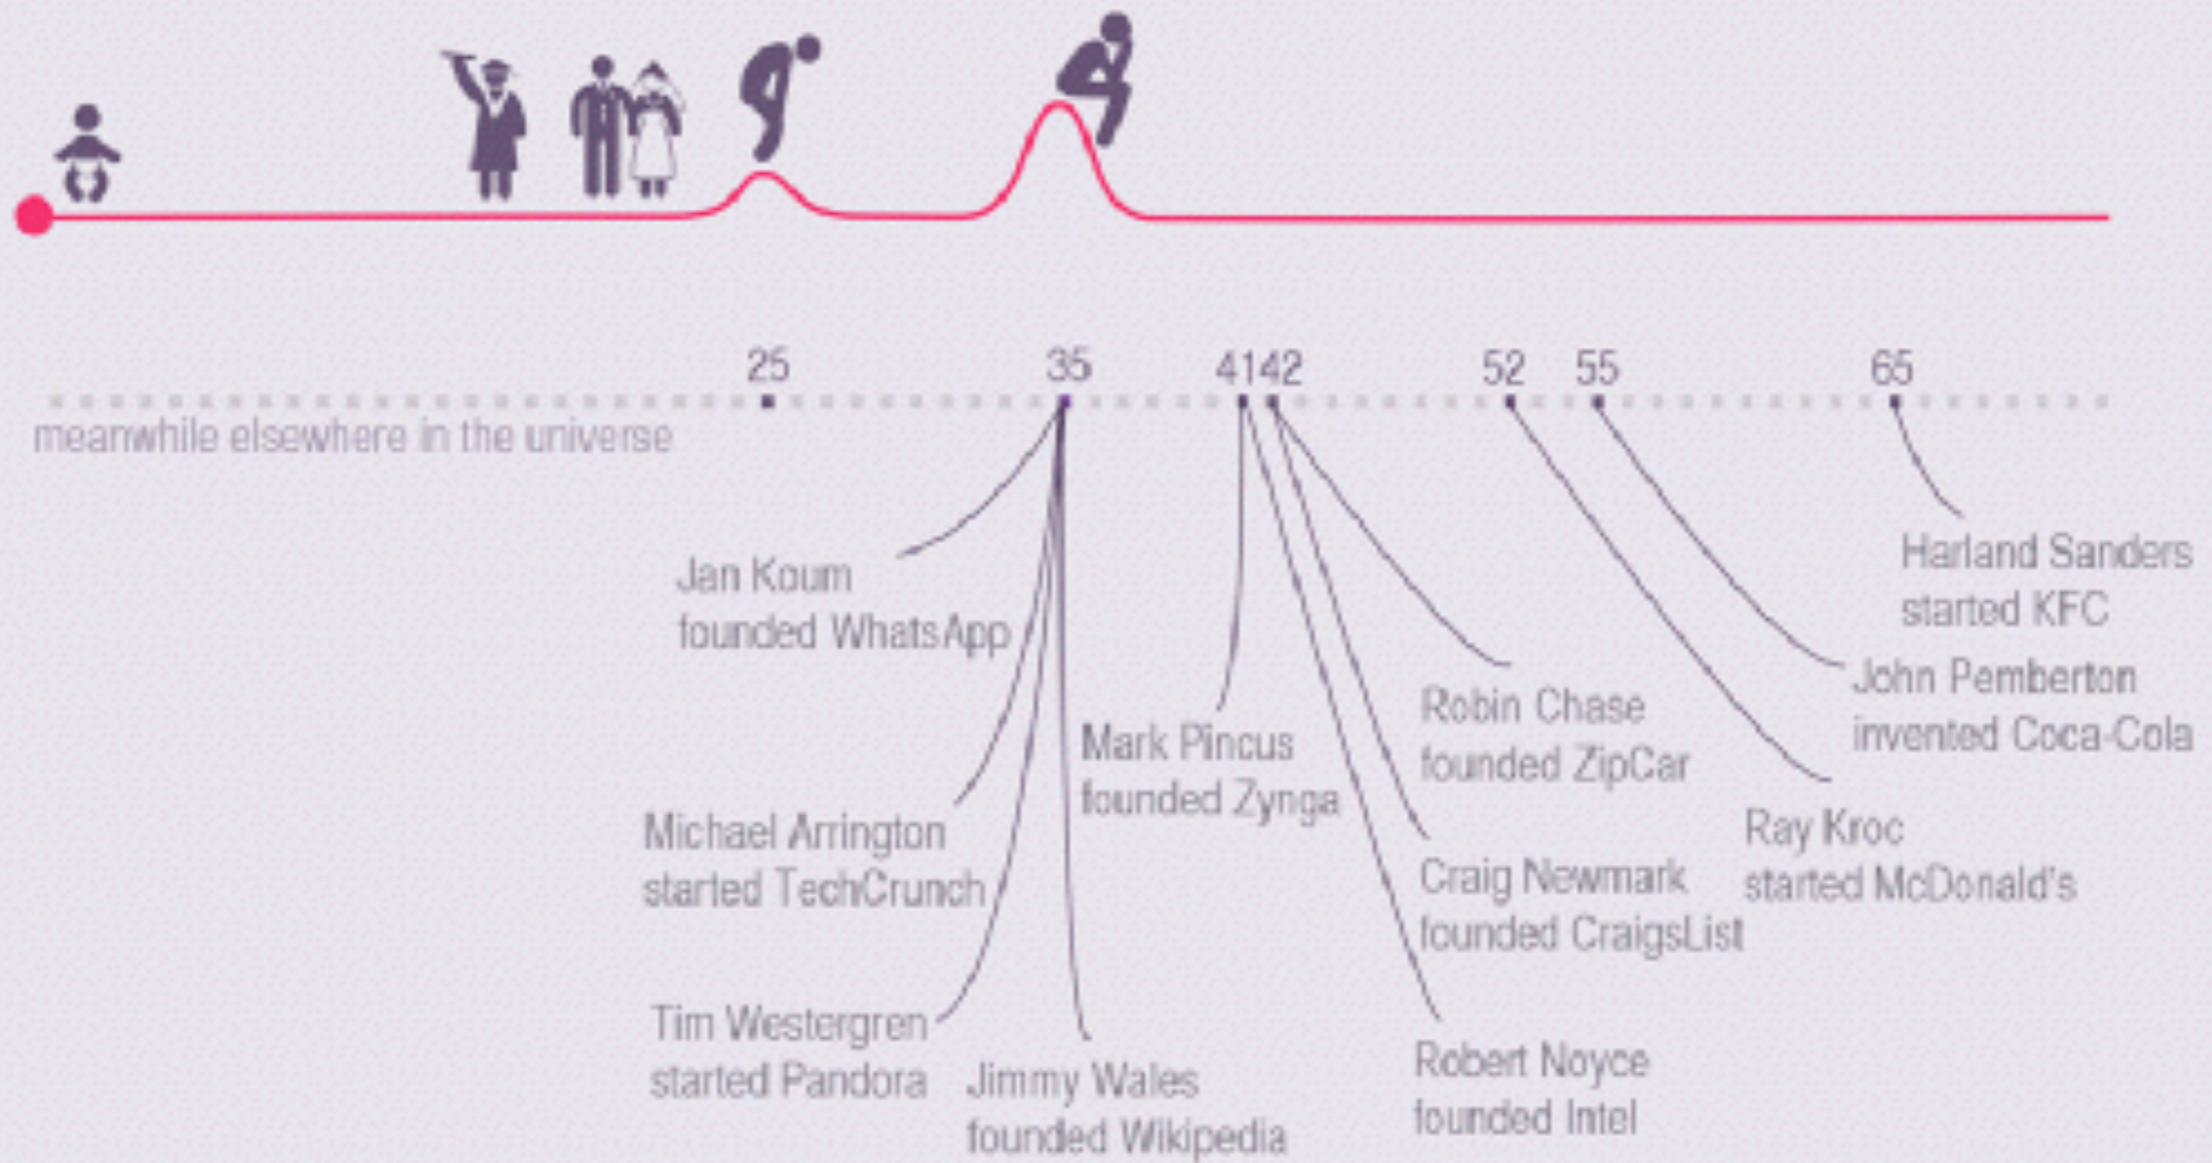 25
35
41 42
52
55
65
meanwhile elsewhere in the universe
Jan Koum
founded WhatsApp
Michael Arrington
started TechCrunch
Tim Westergren
started Pandora
Jimmy Wales
founded Wikipedia
Mark Pincus
founded Zynga
Robin Chase
founded ZipCar
Craig Newmark
founded CraigsList
Robert Noyce
founded Intel
Harland Sanders
started KFC
John Pemberton
invented Coca-Cola
Ray Kroc
started McDonald's